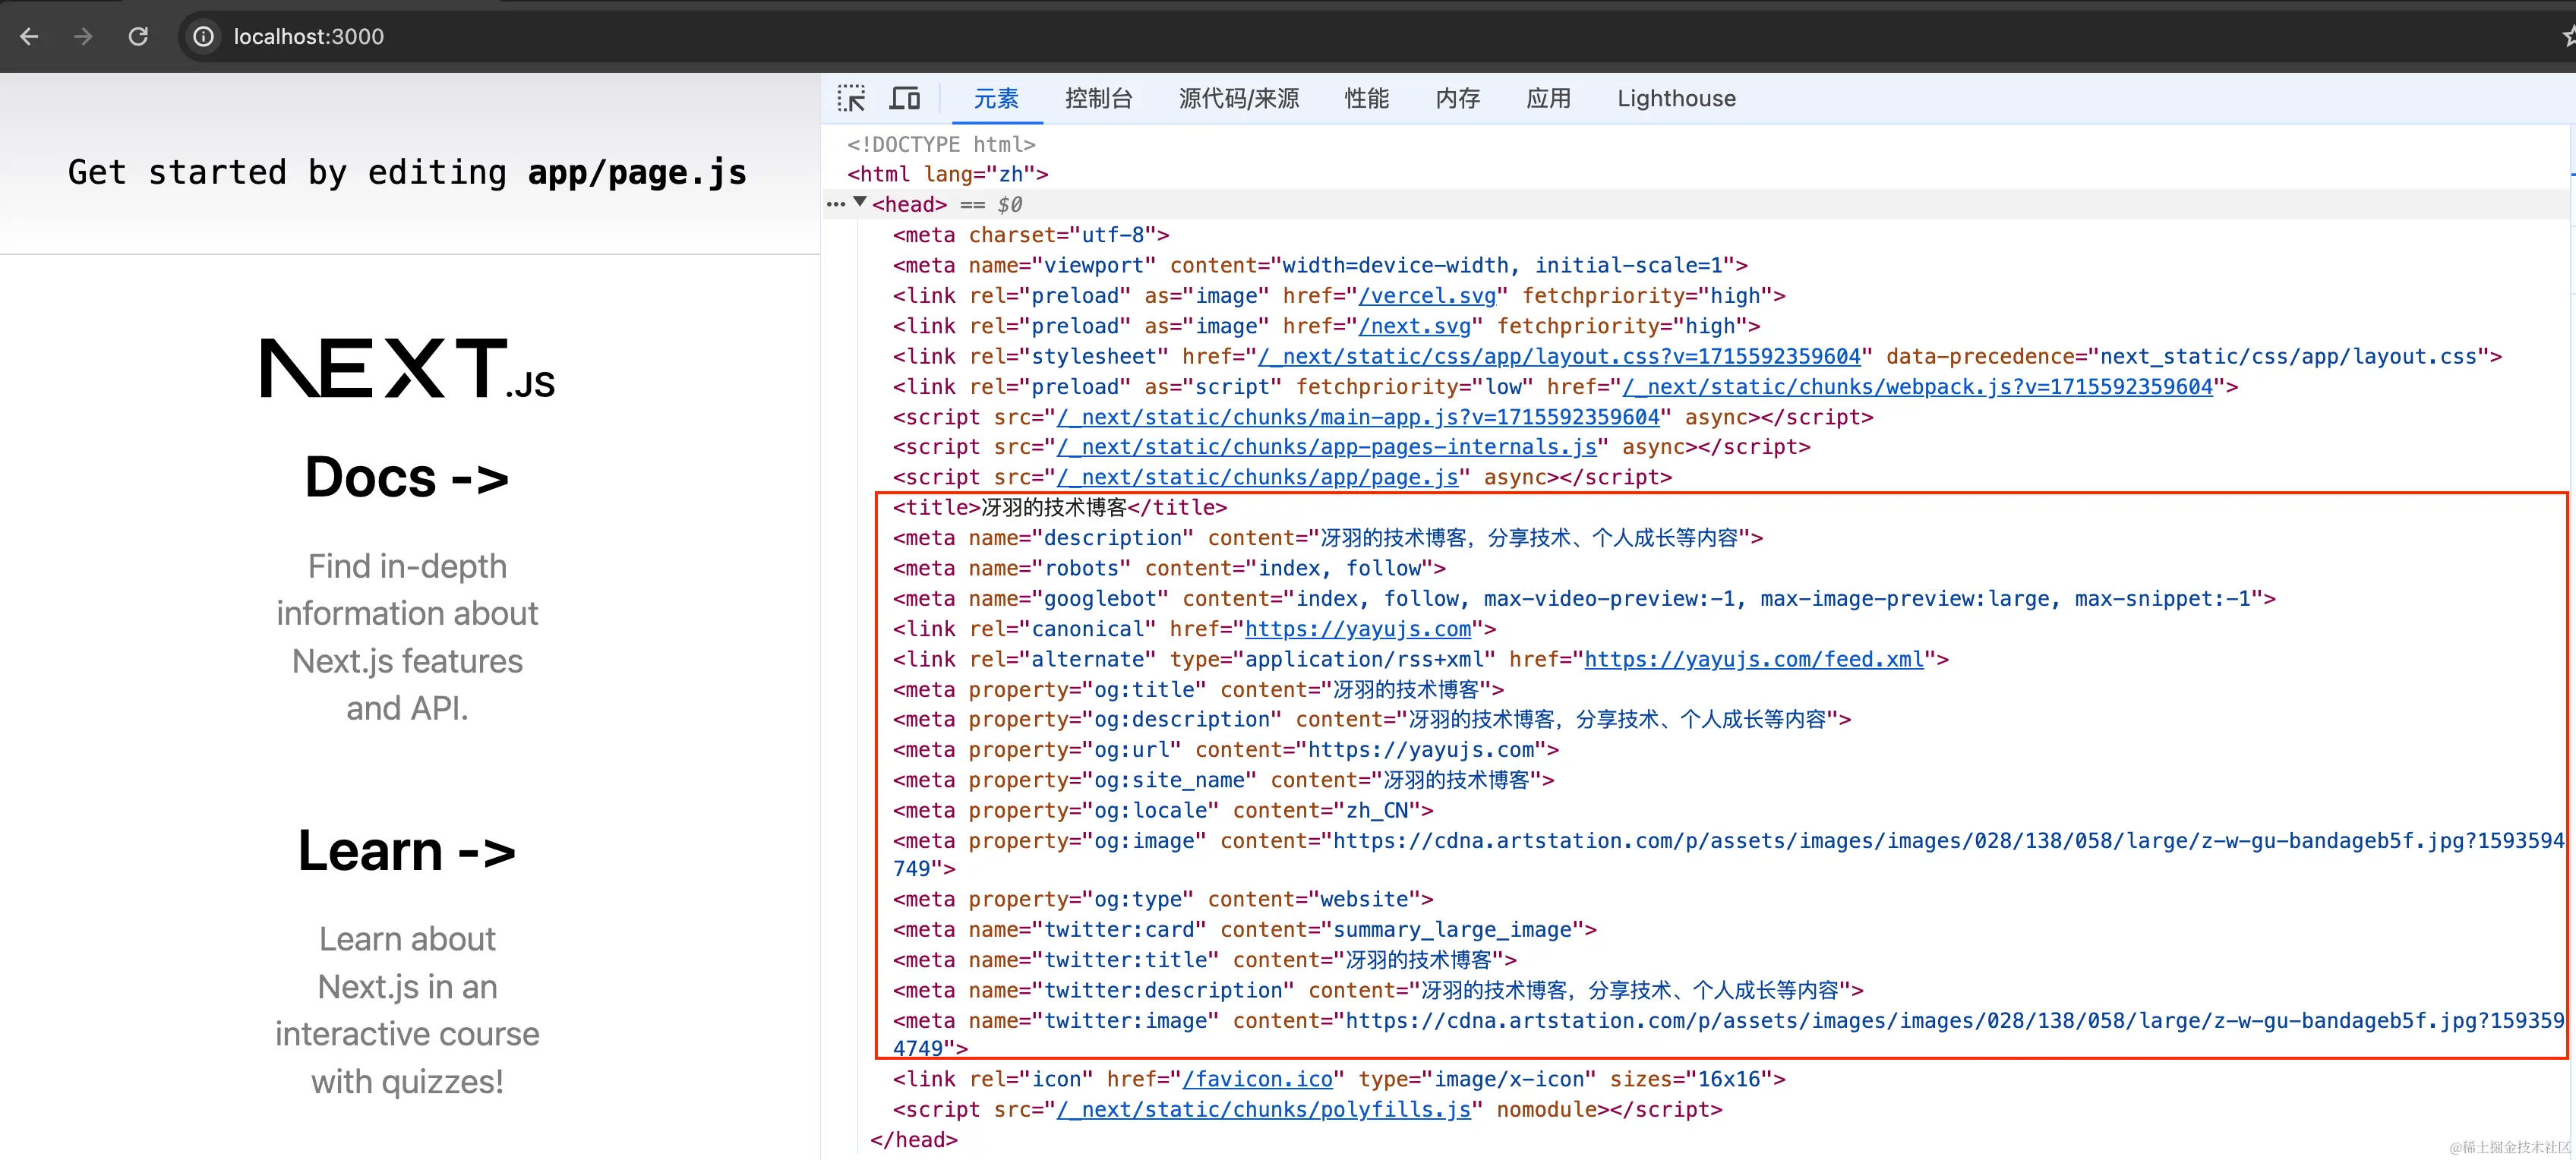 localhost:3000
Get started by editing app/page.js
NEXT.JS
Docs ->
Find in-depth
information about
Next.js features
and API.
Learn ->
Learn about
Next.js in an
interactive course
with quizzes!
元素 控制台 源代码/来源 性能 内存 应用 Lighthouse
<!DOCTYPE html>
<html lang="zh">
<head> == $0
<meta charset="utf-8">
<meta name="viewport" content="width=device-width, initial-scale=1">
<link rel="preload" as="image" href="/vercel.svg" fetchpriority="high">
<link rel="preload" as="image" href="/next.svg" fetchpriority="high">
<link rel="stylesheet" href="/_next/static/css/app/layout.css?v=1715592359604" data-precedence="next_static/css/app/layout.css">
<link rel="preload" as="script" fetchpriority="low" href="/_next/static/chunks/webpack.js?v=1715592359604">
<script src="/_next/static/chunks/main-app.js?v=1715592359604" async></script>
<script src="/_next/static/chunks/app-pages-internals.js" async></script>
<script src="/_next/static/chunks/app/page.js" async></script>
<title>冴羽的技术博客</title>
<meta name="description" content="冴羽的技术博客，分享技术、个人成长等内容">
<meta name="robots" content="index, follow">
<meta name="googlebot" content="index, follow, max-video-preview:-1, max-image-preview:large, max-snippet:-1">
<link rel="canonical" href="https://yayujs.com">
<link rel="alternate" type="application/rss+xml" href="https://yayujs.com/feed.xml">
<meta property="og:title" content="冴羽的技术博客">
<meta property="og:description" content="冴羽的技术博客，分享技术、个人成长等内容">
<meta property="og:url" content="https://yayujs.com">
<meta property="og:site_name" content="冴羽的技术博客">
<meta property="og:locale" content="zh_CN">
<meta property="og:image" content="https://cdna.artstation.com/p/assets/images/images/028/138/058/large/z-w-gu-bandageb5f.jpg?1593594
749">
<meta property="og:type" content="website">
<meta name="twitter:card" content="summary_large_image">
<meta name="twitter:title" content="冴羽的技术博客">
<meta name="twitter:description" content="冴羽的技术博客，分享技术、个人成长等内容">
<meta name="twitter:image" content="https://cdna.artstation.com/p/assets/images/images/028/138/058/large/z-w-gu-bandageb5f.jpg?159359
4749">
<link rel="icon" href="/favicon.ico" type="image/x-icon" sizes="16x16">
<script src="/_next/static/chunks/polyfills.js" nomodule></script>
</head>
@稀土掘金技术社区